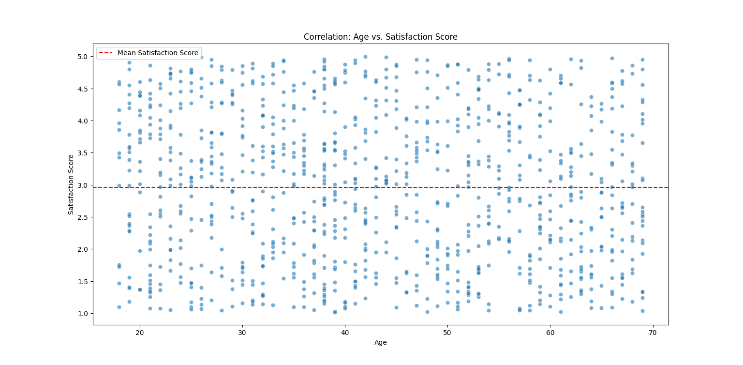 Correlation: Age vs. Satisfaction Score
Mean Satisfaction Score
Satisfaction Score
5.0
4.5
4.0
3.5
3.0
2.5
2.0
1.5
1.0
20 30 40 50 60 70
Age